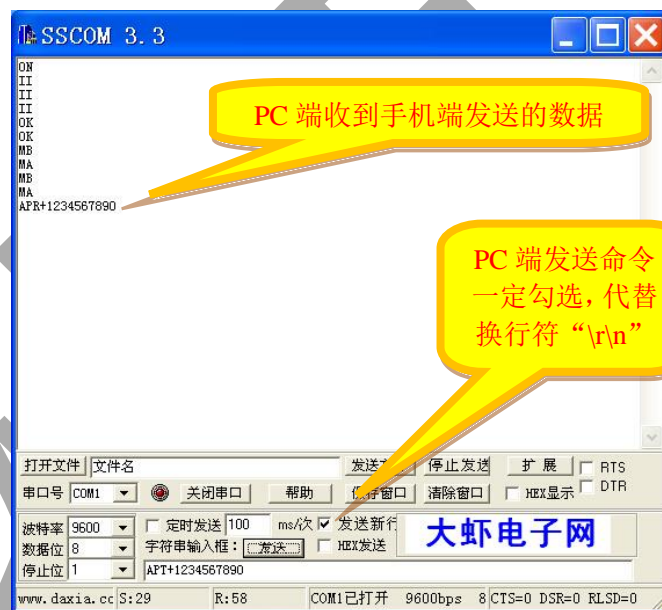 SSCOM 3.3
ON
II
II
II
OK
OK
MB
MA
MB
MA
APR+1234567890
PC 端收到手机端发送的数据
PC 端发送命令
一定勾选，代替
换行符“\r\n”
打开文件 文件名 停止发送 扩 展 RTS
串口号 COM1 关闭串口 帮助 保存窗口 清除窗口 HEX显示 DTR
波特率 9600 定时发送 100 ms/次 发送新行
数据位 8 字符串输入框： 发送 HEX发送
大虾电子网
停止位 1 APT+1234567890
www.daxia.cc S:29 R:58 COM1已打开 9600bps 8 CTS=0 DSR=0 RLSD=0